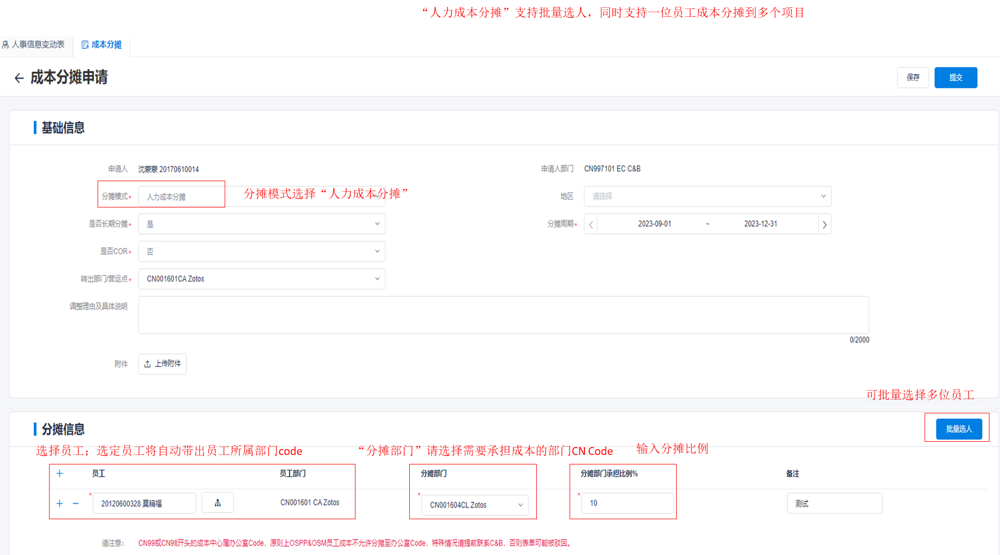 “人力成本分摊”支持批量选人，同时支持一位员工成本分摊到多个项目
人事信息变动表 成本分摊
成本分摊申请 保存 提交
基础信息
申请人 沈蒙蒙 20170610014 申请人部门 CN997101 EC C&B
分摊模式* 人力成本分摊 分摊模式选择“人力成本分摊” 地区 请选择
是否长期分摊* 是 分摊周期* 2023-09-01 ~ 2023-12-31
是否COR* 否
转出部门/营运点* CN001601CA Zotos
调整理由及具体说明
0/2000
附件 上传附件
可批量选择多位员工
分摊信息 批量选人
选择员工；选定员工将自动带出员工所属部门code “分摊部门”请选择需要承担成本的部门CN Code 输入分摊比例
+ 员工 员工部门 分摊部门 分摊部门承担比例% 备注
+ − * 20120600328 莫精福 CN001601 CA Zotos * CN001604CL Zotos * 10 测试
请注意： CN99或CN98开头的成本中心属办公室Code，原则上OSPP&OSM员工成本不允许分摊至办公室Code，特殊情况请提前联系C&B，否则表单可能被驳回。